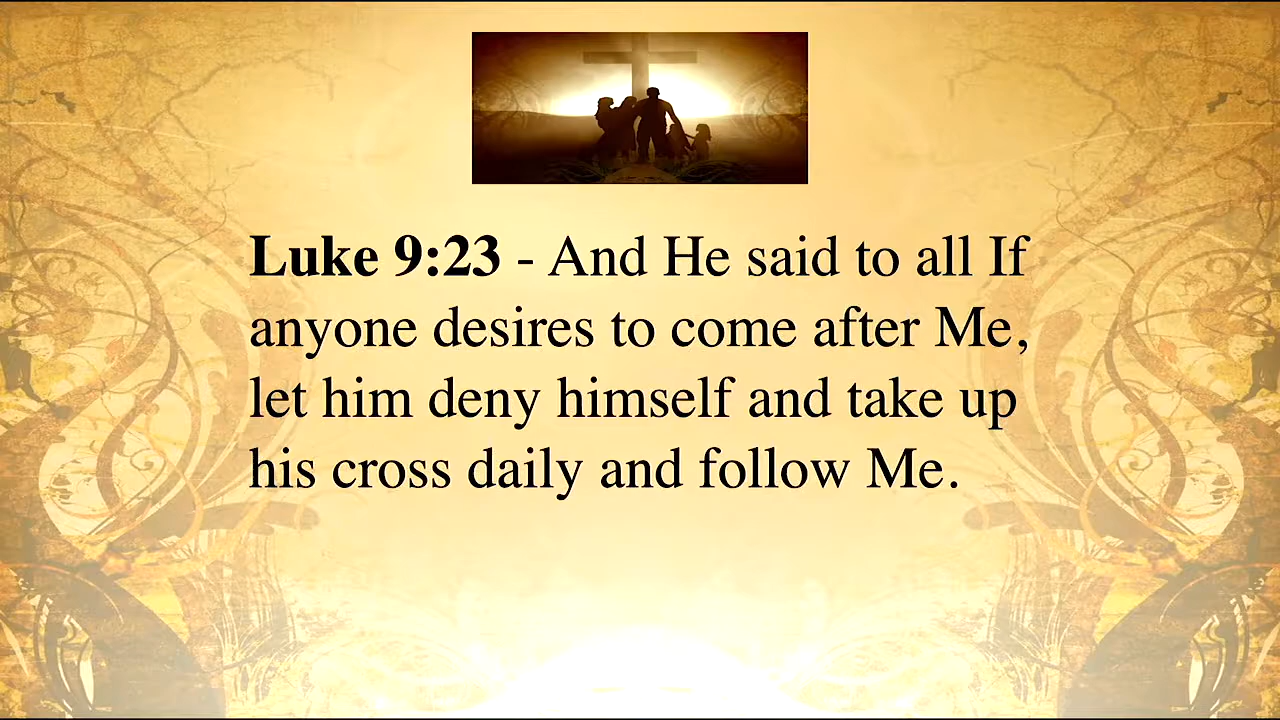 Luke 9:23 - And He said to all If
anyone desires to come after Me,
let him deny himself and take up
his cross daily and follow Me.